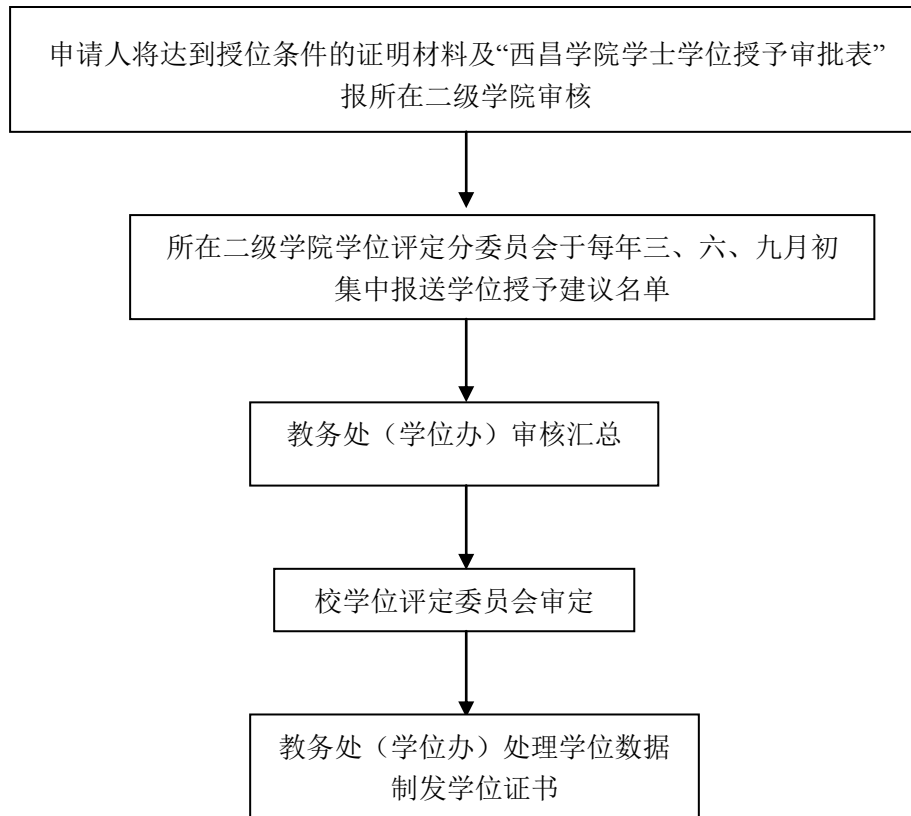 申请人将达到授位条件的证明材料及“西昌学院学士学位授予审批表”
报所在二级学院审核
所在二级学院学位评定分委员会于每年三、六、九月初
集中报送学位授予建议名单
教务处（学位办）审核汇总
校学位评定委员会审定
教务处（学位办）处理学位数据
制发学位证书